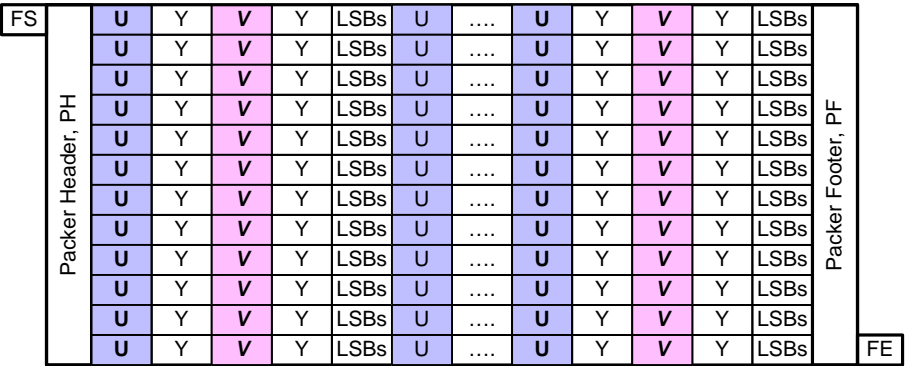 FS U Y V Y LSBs U .... U Y V Y LSBs
U Y V Y LSBs U .... U Y V Y LSBs
U Y V Y LSBs U .... U Y V Y LSBs
U Y V Y LSBs U .... U Y V Y LSBs
U Y V Y LSBs U .... U Y V Y LSBs
U Y V Y LSBs U .... U Y V Y LSBs
U Y V Y LSBs U .... U Y V Y LSBs
U Y V Y LSBs U .... U Y V Y LSBs
U Y V Y LSBs U .... U Y V Y LSBs
U Y V Y LSBs U .... U Y V Y LSBs
U Y V Y LSBs U .... U Y V Y LSBs
U Y V Y LSBs U .... U Y V Y LSBs FE
Packer Header, PH
Packer Footer, PF